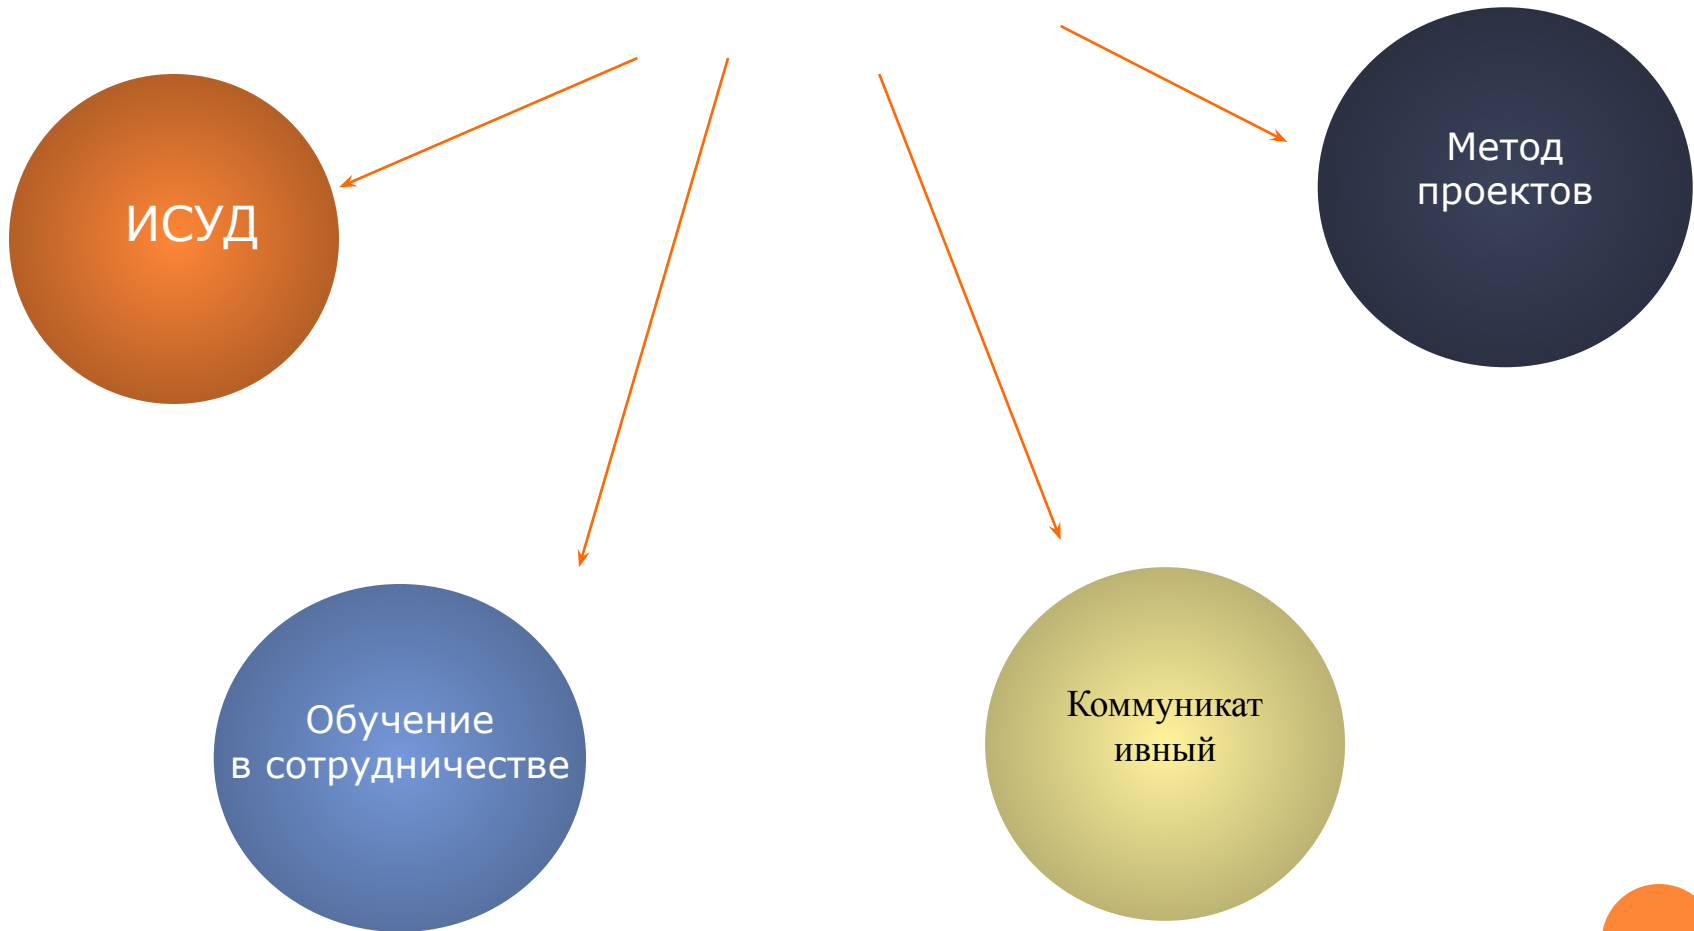 ИСУД
Метод
проектов
Обучение
в сотрудничестве
Коммуникат
ивный